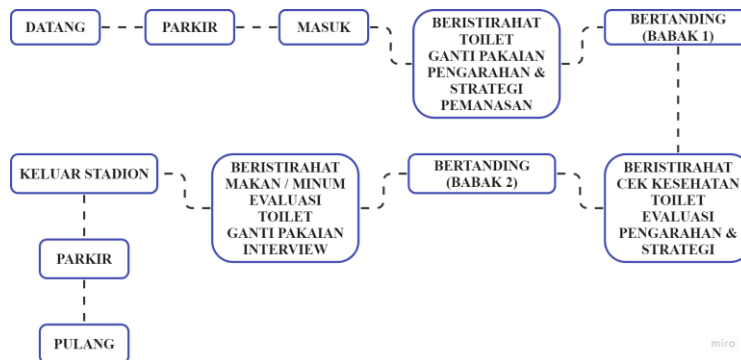 DATANG
PARKIR
MASUK
BERISTIRAHAT
TOILET
GANTI PAKAIAN
PENGARAHAN &
STRATEGI
PEMANASAN
BERTANDING
(BABAK 1)
BERISTIRAHAT
CEK KESEHATAN
TOILET
EVALUASI
PENGARAHAN &
STRATEGI
BERTANDING
(BABAK 2)
BERISTIRAHAT
MAKAN / MINUM
EVALUASI
TOILET
GANTI PAKAIAN
INTERVIEW
KELUAR STADION
PARKIR
PULANG
miro